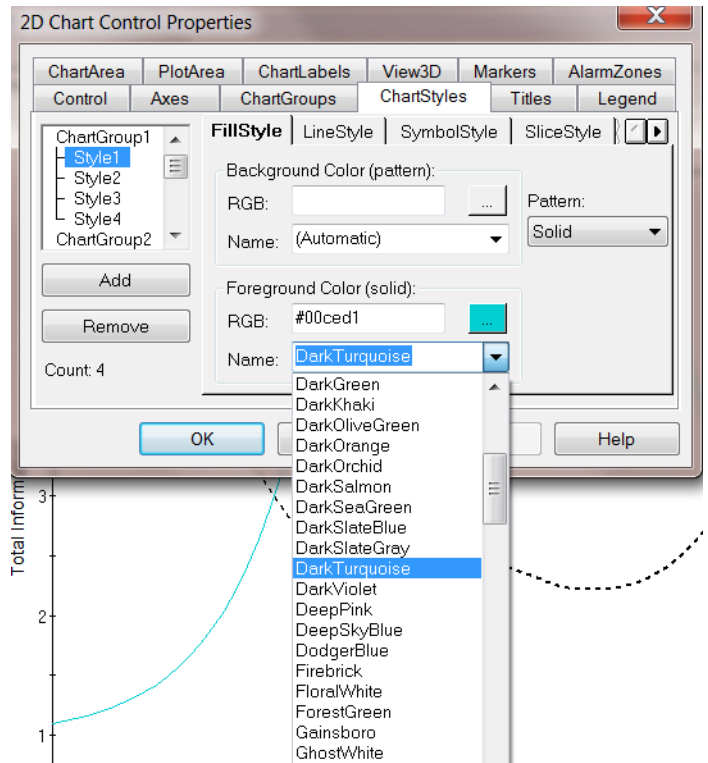 2D Chart Control Properties
X
ChartArea PlotArea ChartLabels View3D Markers AlarmZones
Control Axes ChartGroups ChartStyles Titles Legend
ChartGroup1
Style1
Style2
Style3
Style4
ChartGroup2
Add
Remove
Count: 4
FillStyle LineStyle SymbolStyle SliceStyle
Background Color (pattern):
RGB: ...
Name: (Automatic)
Pattern:
Solid
Foreground Color (solid):
RGB: #00ced1 ...
Name: DarkTurquoise
DarkGreen
DarkKhaki
DarkOliveGreen
DarkOrange
DarkOrchid
DarkSalmon
DarkSeaGreen
DarkSlateBlue
DarkSlateGray
DarkTurquoise
DarkViolet
DeepPink
DeepSkyBlue
DodgerBlue
Firebrick
FloralWhite
ForestGreen
Gainsboro
GhostWhite
OK
Help
Total Inform
3
2
1